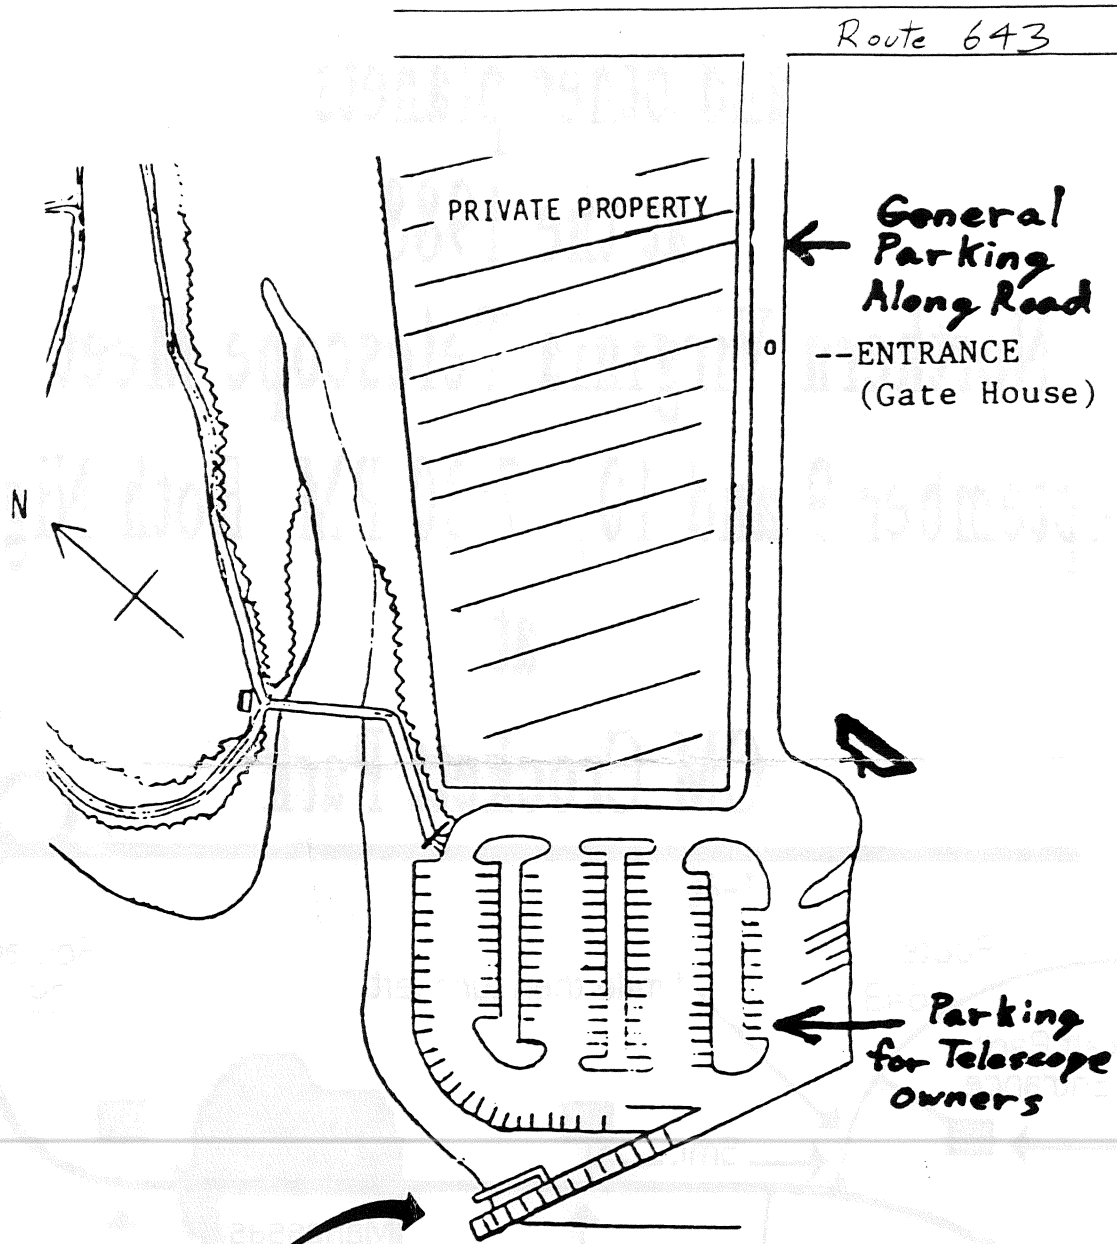 Route 643
PRIVATE PROPERTY
General
Parking
Along Road
--ENTRANCE
(Gate House)
N
Parking
for Telescope
Owners